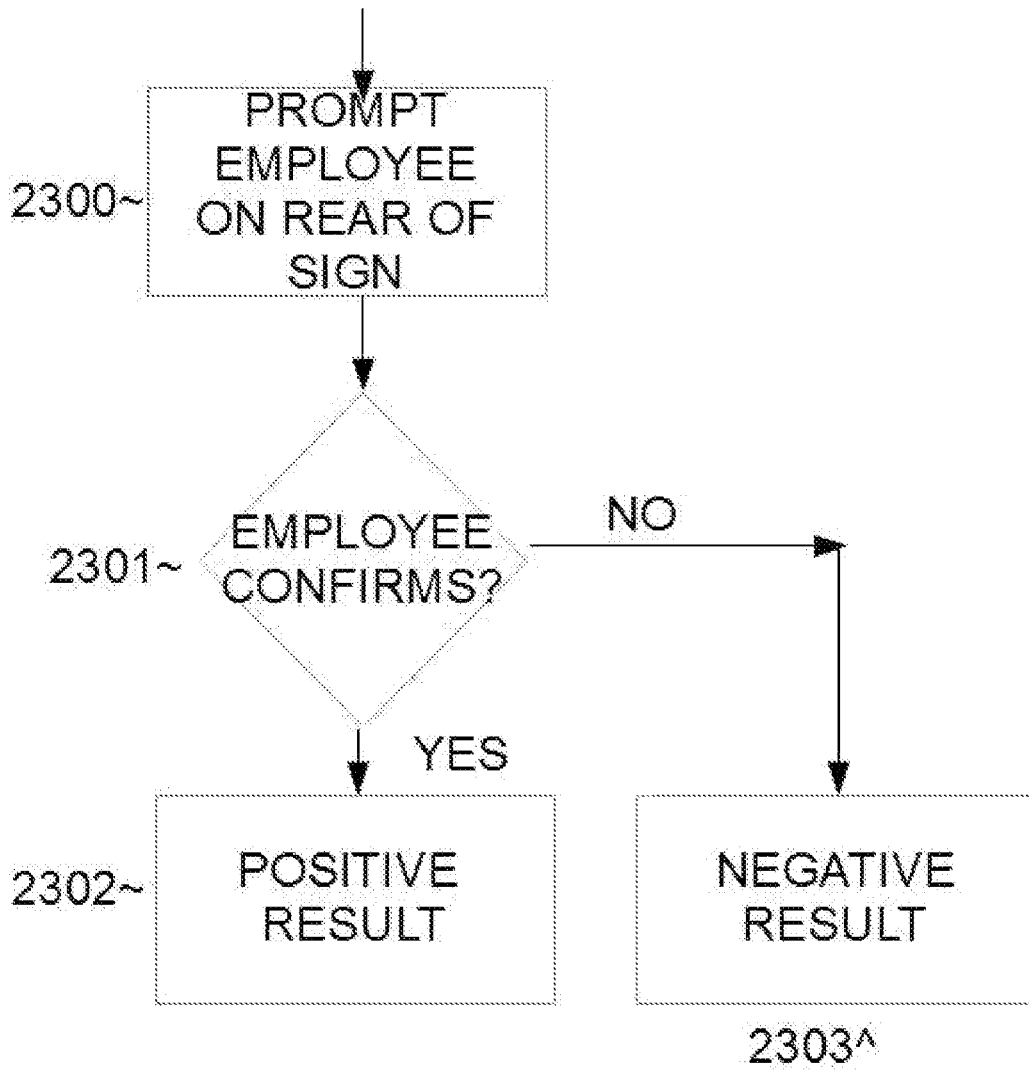 PROMPT
EMPLOYEE
2300~
ON REAR OF
SIGN
EMPLOYEE
NO
2301~
CONFIRMS?
YES
POSITIVE
RESULT
2302~
NEGATIVE
RESULT
2303^